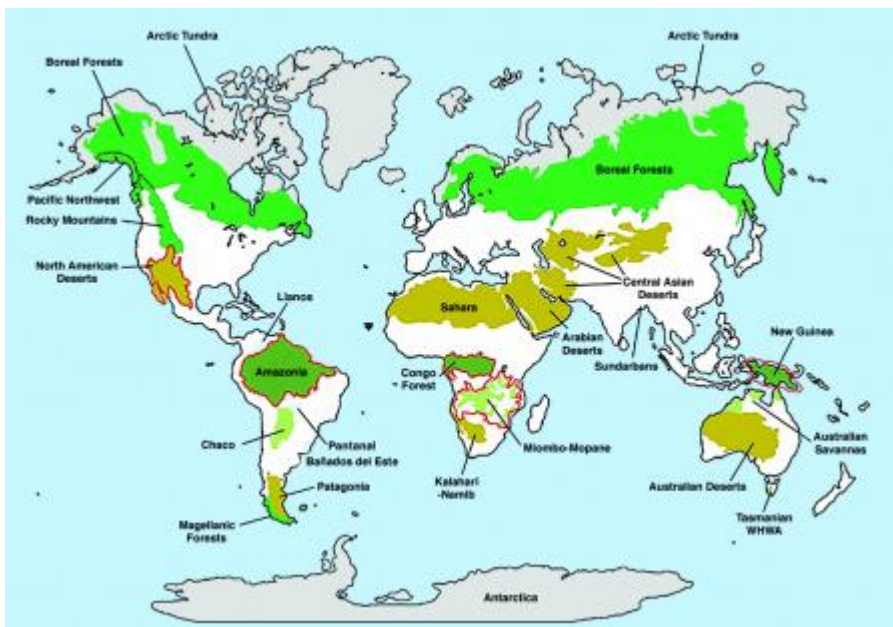 Arctic Tundra
Arctic Tundra
Boreal Forests
Boreal Forests
Pacific Northwest
Rocky Mountains
North American
Deserts
Llanos
Sahara
Central Asian
Deserts
Arabian
Deserts
Sundarbans
New Guinea
Amazonia
Congo
Forest
Chaco
Pantanal
Bañados del Este
Miombo-Mopane
Australian
Savannas
Kalahari
-Namib
Patagonia
Australian Deserts
Magellanic
Forests
Tasmanian
WHWA
Antarctica